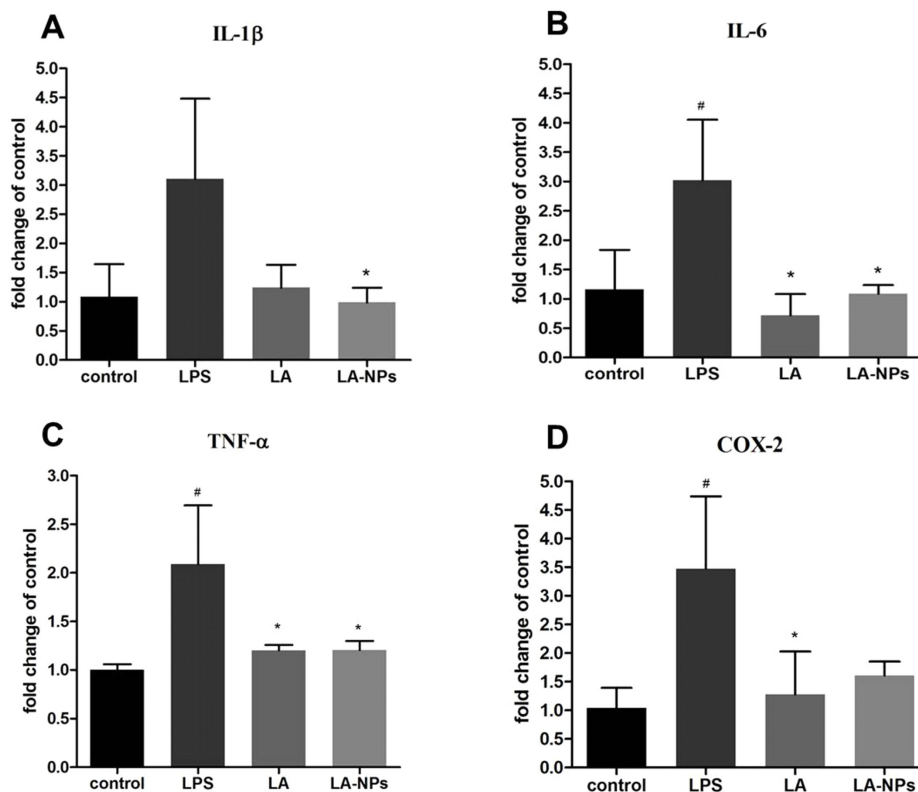 A
IL-1β
fold change of control
5.0
4.5
4.0
3.5
3.0
2.5
2.0
1.5
1.0
0.5
0.0
*
control LPS LA LA-NPs
B
IL-6
fold change of control
5.0
4.5
4.0
3.5
3.0
2.5
2.0
1.5
1.0
0.5
0.0
#
* *
control LPS LA LA-NPs
C
TNF-α
fold change of control
3.0
2.5
2.0
1.5
1.0
0.5
0.0
#
* *
control LPS LA LA-NPs
D
COX-2
fold change of control
5.0
4.5
4.0
3.5
3.0
2.5
2.0
1.5
1.0
0.5
0.0
#
*
control LPS LA LA-NPs